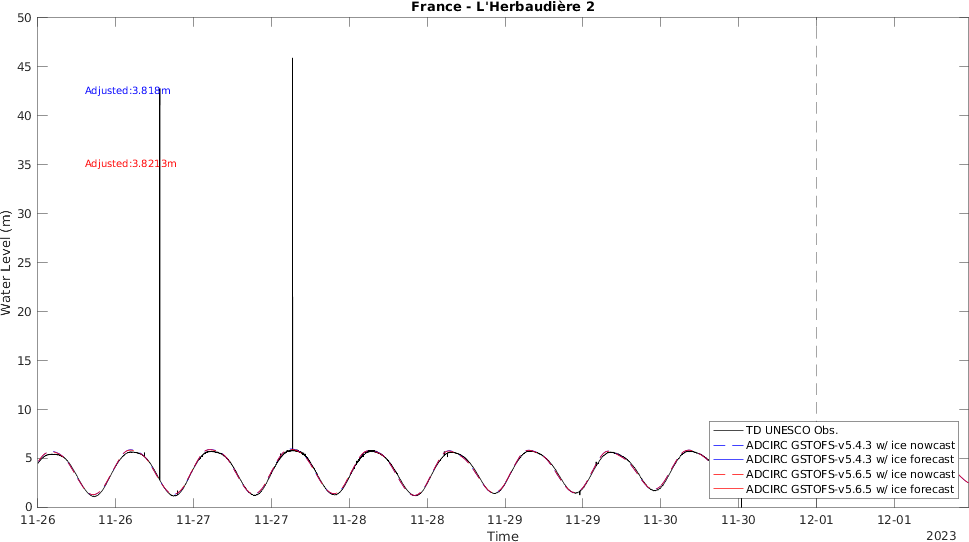 France - L'Herbaudière 2
50
45
40
35
30
25
20
15
10
5
0
Water Level (m)
Adjusted:3.818m
Adjusted:3.8213m
TD UNESCO Obs.
ADCIRC GSTOFS-v5.4.3 w/ ice nowcast
ADCIRC GSTOFS-v5.4.3 w/ ice forecast
ADCIRC GSTOFS-v5.6.5 w/ ice nowcast
ADCIRC GSTOFS-v5.6.5 w/ ice forecast
11-26 11-26 11-27 11-27 11-28 11-28 11-29 11-29 11-30 11-30 12-01 12-01
Time
2023